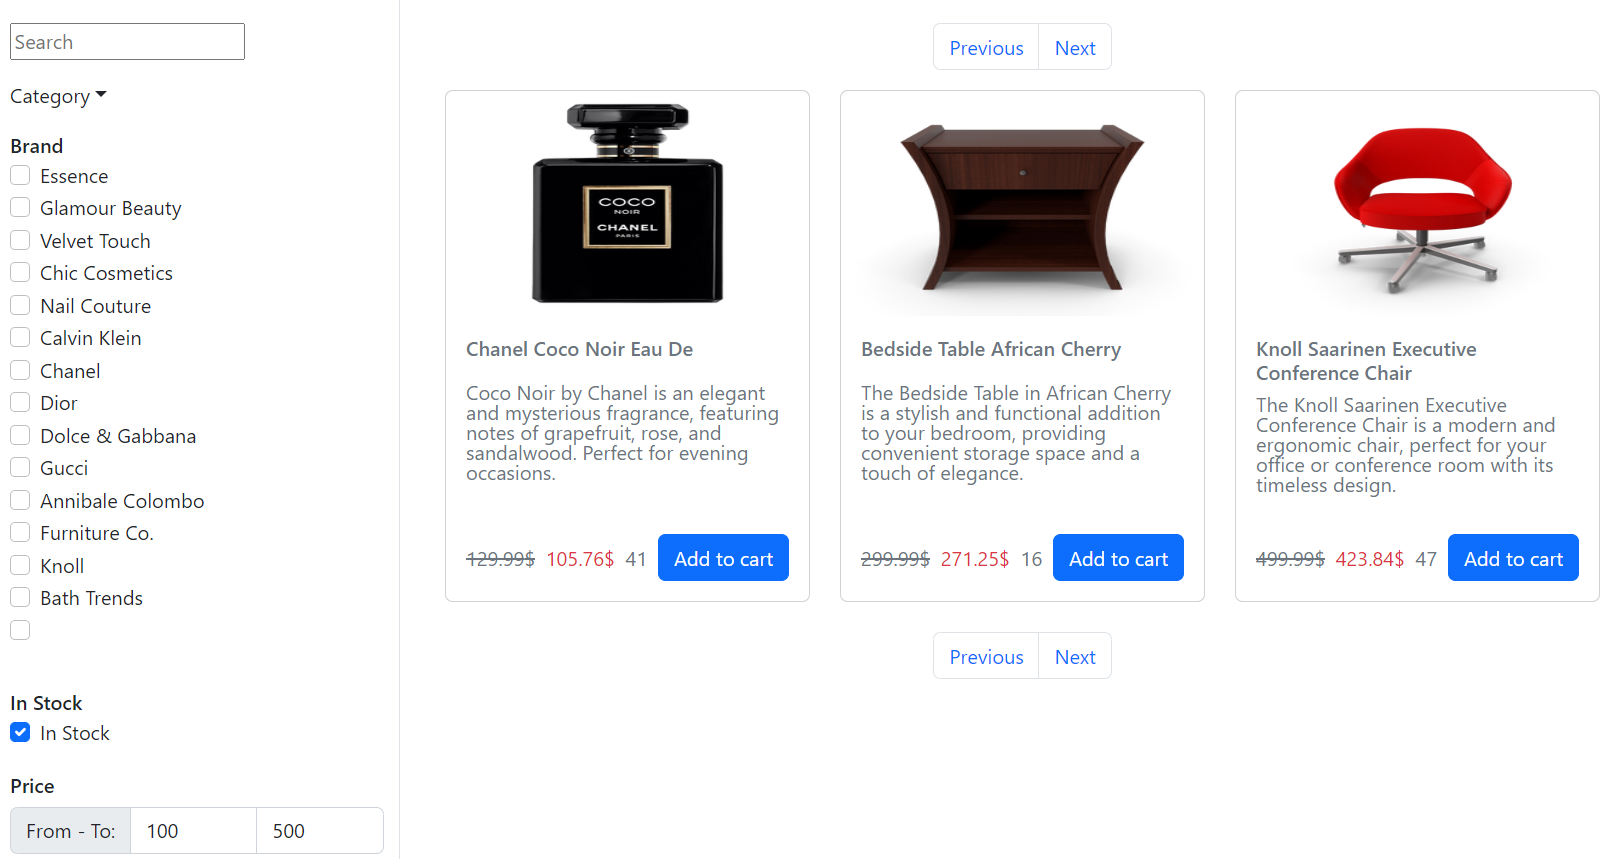 Search
Category
Brand
Essence
Glamour Beauty
Velvet Touch
Chic Cosmetics
Nail Couture
Calvin Klein
Chanel
Dior
Dolce & Gabbana
Gucci
Annibale Colombo
Furniture Co.
Knoll
Bath Trends
In Stock
In Stock
Price
From - To: 100 500
Previous Next
COCO
NOIR
CHANEL
PARIS
Chanel Coco Noir Eau De
Coco Noir by Chanel is an elegant
and mysterious fragrance, featuring
notes of grapefruit, rose, and
sandalwood. Perfect for evening
occasions.
129.99$ 105.76$ 41 Add to cart
Bedside Table African Cherry
The Bedside Table in African Cherry
is a stylish and functional addition
to your bedroom, providing
convenient storage space and a
touch of elegance.
299.99$ 271.25$ 16 Add to cart
Knoll Saarinen Executive
Conference Chair
The Knoll Saarinen Executive
Conference Chair is a modern and
ergonomic chair, perfect for your
office or conference room with its
timeless design.
499.99$ 423.84$ 47 Add to cart
Previous Next